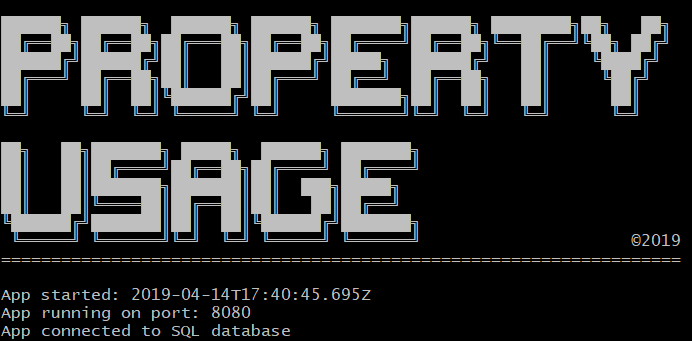 PROPERTY
USAGE
©2019
====================================================================
App started: 2019-04-14T17:40:45.695Z
App running on port: 8080
App connected to SQL database